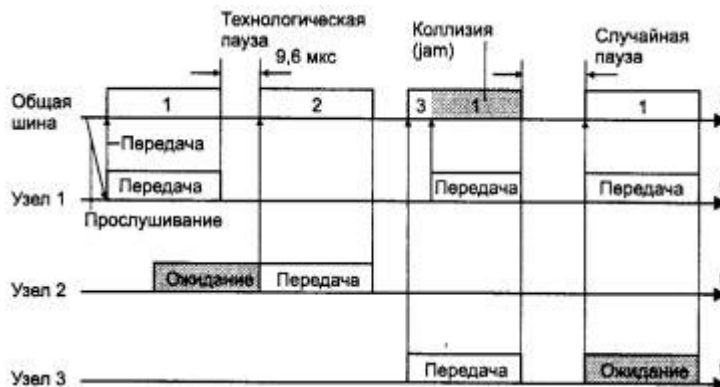 Технологическая
пауза
9,6 мкс
Коллизия
(jam)
Случайная
пауза
Общая
шина
1
2
3
1
1
Передача
Узел 1
Передача
Передача
Передача
Прослушивание
Узел 2
Ожидание
Передача
Узел 3
Передача
Ожидание